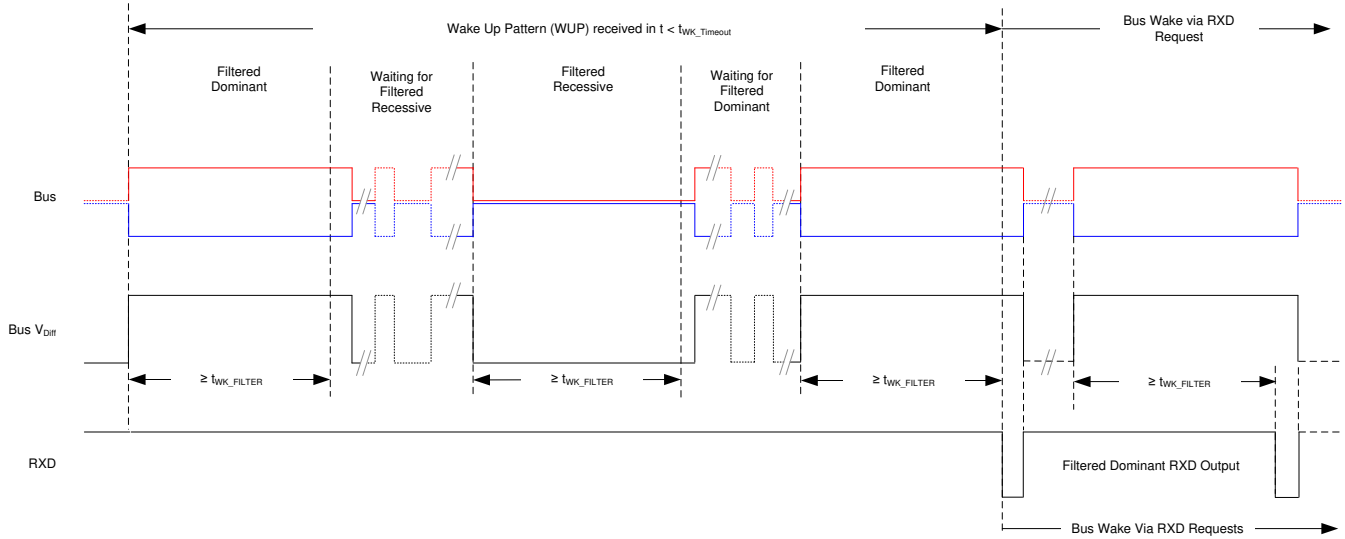 Wake Up Pattern (WUP) received in t < tWK_Timeout
Bus Wake via RXD
Request
Filtered
Dominant
Waiting for
Filtered
Recessive
Filtered
Recessive
Waiting for
Filtered
Dominant
Filtered
Dominant
Bus
Bus VDiff
≥ tWK_FILTER
≥ tWK_FILTER
≥ tWK_FILTER
≥ tWK_FILTER
RXD
Filtered Dominant RXD Output
Bus Wake Via RXD Requests